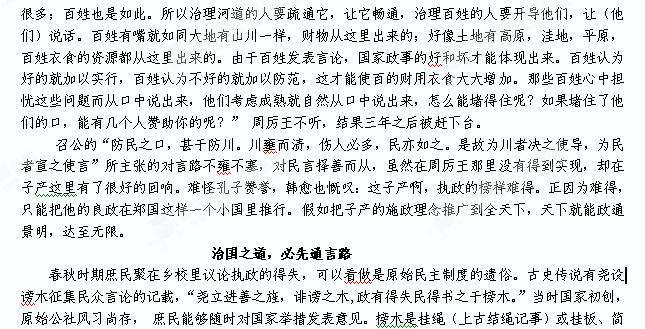 很多；百姓也是如此。所以治理河道的人要疏通它，让它畅通，治理百姓的人要开导他们，让（他
们）说话。百姓有嘴就如同大地有山川一样，财物从这里出来的；好像土地有高原，洼地，平原，
百姓衣食的资源都从这里出来的。由于百姓发表言论，国家政事的好和坏才能体现出来。百姓认为
好的就加以实行，百姓认为不好的就加以防范，这才能使百的财用衣食大大增加。那些百姓心中担
忧这些问题而从口中说出来，他们考虑成熟就自然从口中说出来，怎么能堵得住呢？如果堵住了他
们的口，能有几个人赞助你的呢？” 周厉王不听，结果三年之后被赶下台。
召公的“防民之口，甚于防川。川壅而溃，伤人必多，民亦如之。是故为川者决之使导，为民
者宣之使言”所主张的对言路不壅不塞，对民言择善而从，虽然在周厉王那里没有得到实现，却在
子产这里有了很好的回响。难怪孔子赞誉，韩愈也慨叹：这子产啊，执政的榜样难得。正因为难得，
只能把他的良政在郑国这样一个小国里推行。假如把子产的施政理念推广到全天下，天下就能政通
景明，达至无限。
治国之道，必先通言路
春秋时期庶民聚在乡校里议论执政的得失，可以看做是原始民主制度的遗俗。古史传说有尧设
谤木征集民众言论的记载，“尧立进善之旌，诽谤之木，政有得失民得书之于榜木。”当时国家初创，
原始公社风习尚存， 庶民能够随时对国家举措发表意见。榜木是挂绳（上古结绳记事）或挂板、简